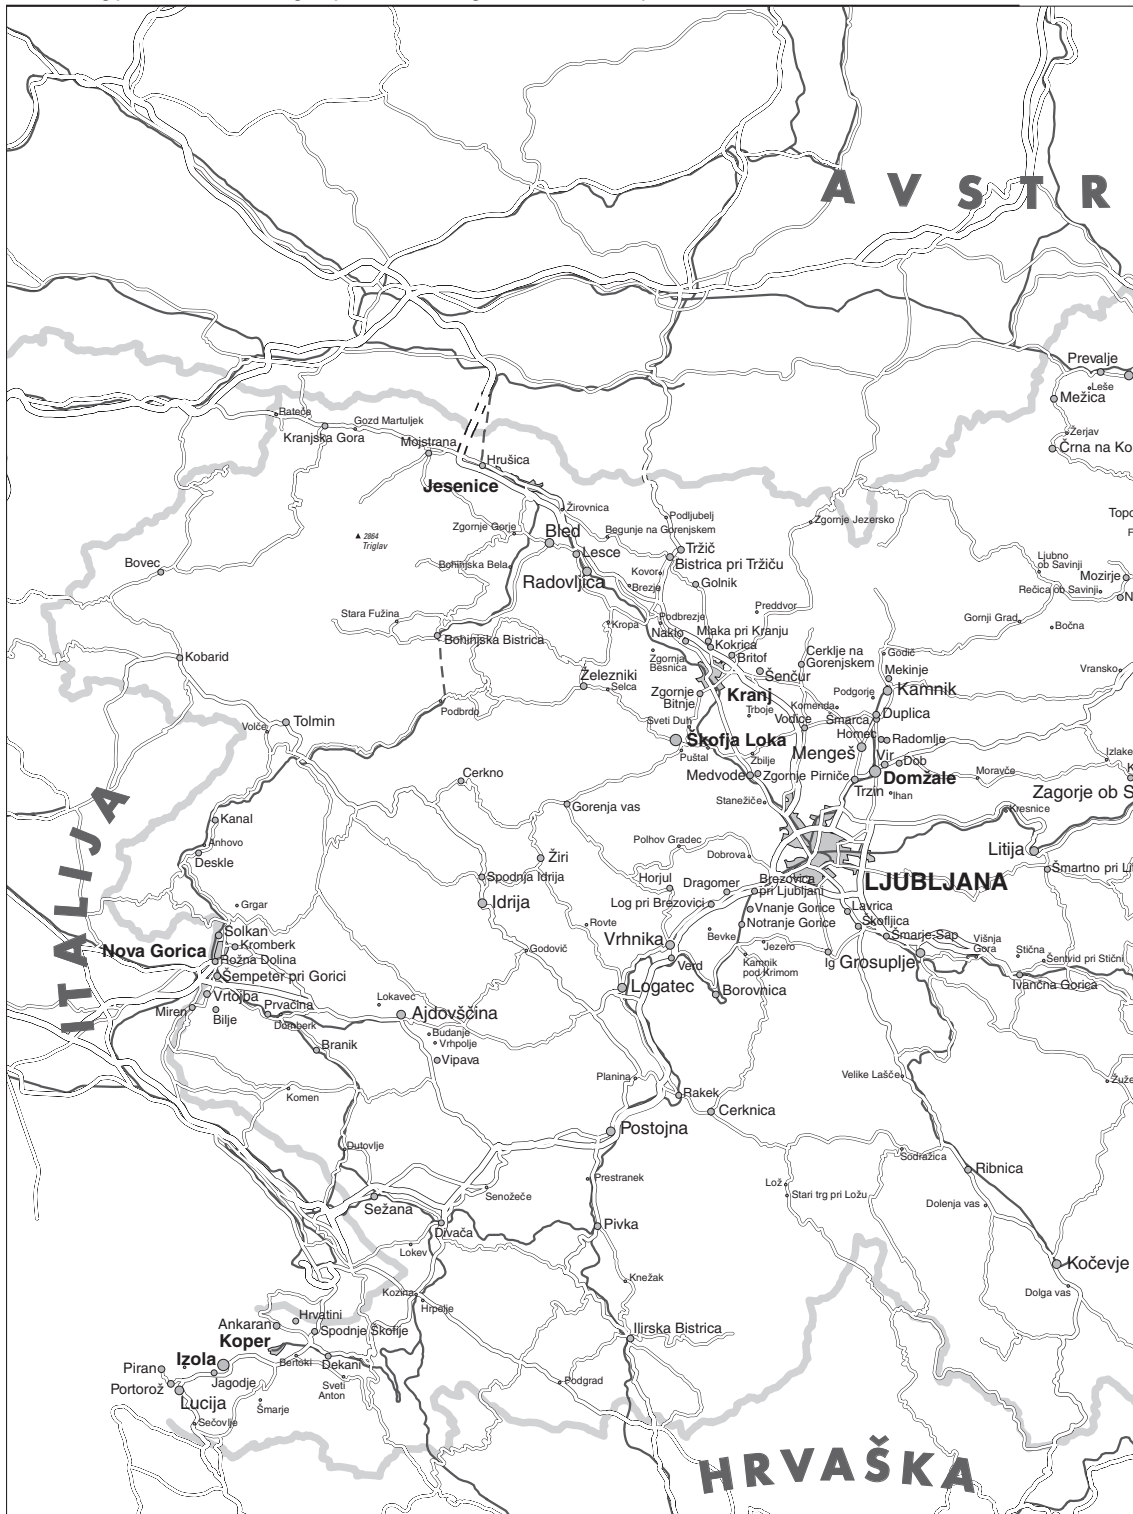 AVSTR
Prevalje
Leše
Mežica
Rateče
Gozd Martuljek
Kranjska Gora
Mojstrana
Žerjav
Črna na Ko
Hrušica
Jesenice
Žirovnica
Podljubelj
Topo
Zgornje Gorje
Bled
Begunje na Gorenjskem
Zgornje Jezersko
F
2864
Triglav
Tržič
Lesce
Bistrica pri Tržiču
Ljubno
ob Savinji
Bovec
Bohinjska Bela
Kovor
Mozirje
Radovljica
Brezje
Golnik
Rečica ob Savinji
N
Stara Fužina
Preddvor
Kropa
Podbrezje
Gornji Grad
Bočna
Bohinjska Bistrica
Naklo
Mlaka pri Kranju
Kokrica
Kobarid
Zgornja
Besnica
Britof
Cerklje na
Gorenjskem
Godič
Železniki
Šenčur
Mekinje
Vransko
Selca
Zgornje
Bitnje
Kranj
Podgorje
Kamnik
Podbrdo
Trboje
Komenda
Tolmin
Volče
Sveti Duh
Vodice
Šmarca
Duplica
Škofja Loka
Homec
Radomlje
Puštal
Zbilje
Mengeš
Vir
Dob
Izlake
Cerkno
Medvode
Zgornje Pirniče
Domžale
Moravče
K
Trzin
Ihan
Zagorje ob S
Gorenja vas
Stanežiče
Kresnice
Kanal
Anhovo
Polhov Gradec
Litija
Deskle
Žiri
Dobrova
Šmartno pri Li
ITALIJA
Spodnja Idrija
Horjul
Dragomer
Brezovica
pri Ljubljani
LJUBLJANA
Grgar
Idrija
Log pri Brezovici
Vnanje Gorice
Lavrica
Rovte
Notranje Gorice
Škofljica
Solkan
Vrhnika
Bevke
Šmarje-Sap
Višnja
Gora
Nova Gorica
Kromberk
Godovič
Jezero
Stična
Rožna Dolina
Verd
Kamnik
pod Krimom
Ig
Grosuplje
Šentvid pri Stični
Šempeter pri Gorici
Logatec
Borovnica
Ivančna Gorica
Vrtojba
Prvačina
Lokavec
Miren
Bilje
Dornberk
Ajdovščina
Budanje
Vrhpolje
Branik
Vipava
Planina
Velike Lašče
Žuže
Komen
Rakek
Cerknica
Postojna
Dutovlje
Sodražica
Ribnica
Prestranek
Lož
Senožeče
Stari trg pri Ložu
Dolenja vas
Sežana
Divača
Pivka
Lokev
Kočevje
Knežak
Kozina
Hrpelje
Dolga vas
Hrvatini
Ankaran
Spodnje Škofije
Ilirska Bistrica
Koper
Izola
Bertoki
Dekani
Piran
Jagodje
Portorož
Sveti
Anton
Podgrad
Lucija
Šmarje
Sečovlje
HRVAŠKA